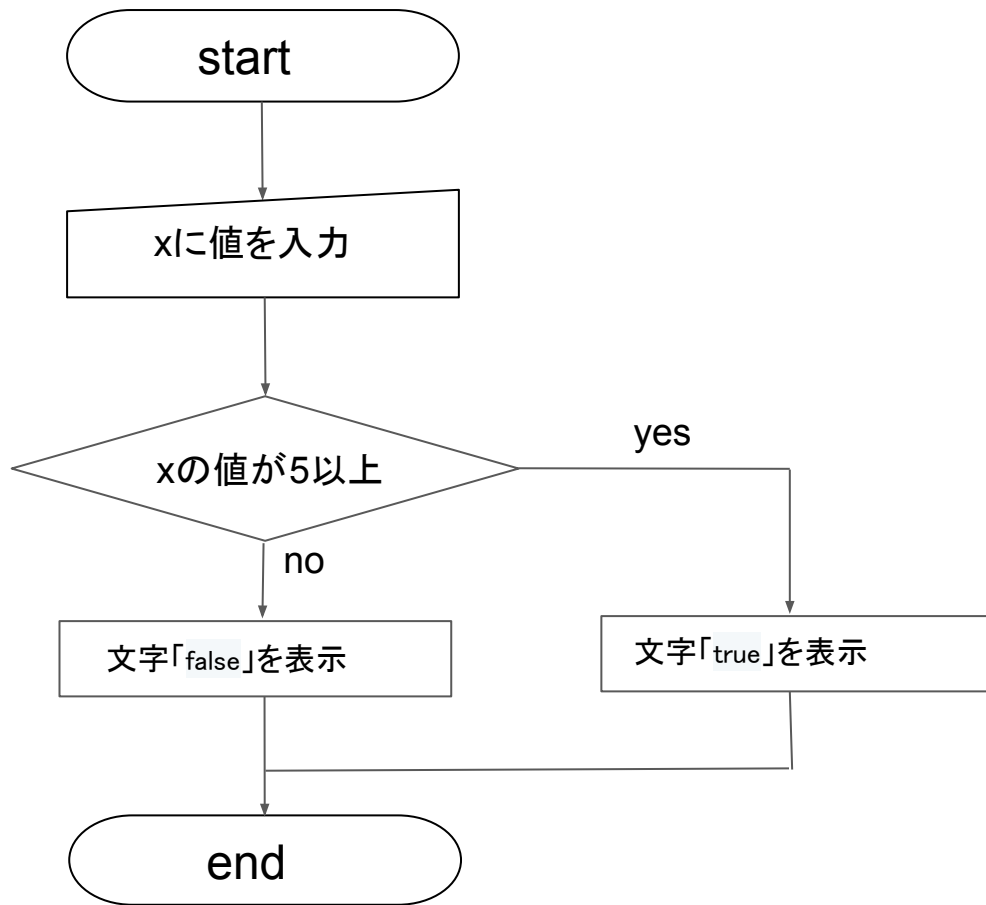 start
xに値を入力
xの値が5以上
yes
no
文字｢false｣を表示
文字｢true｣を表示
end